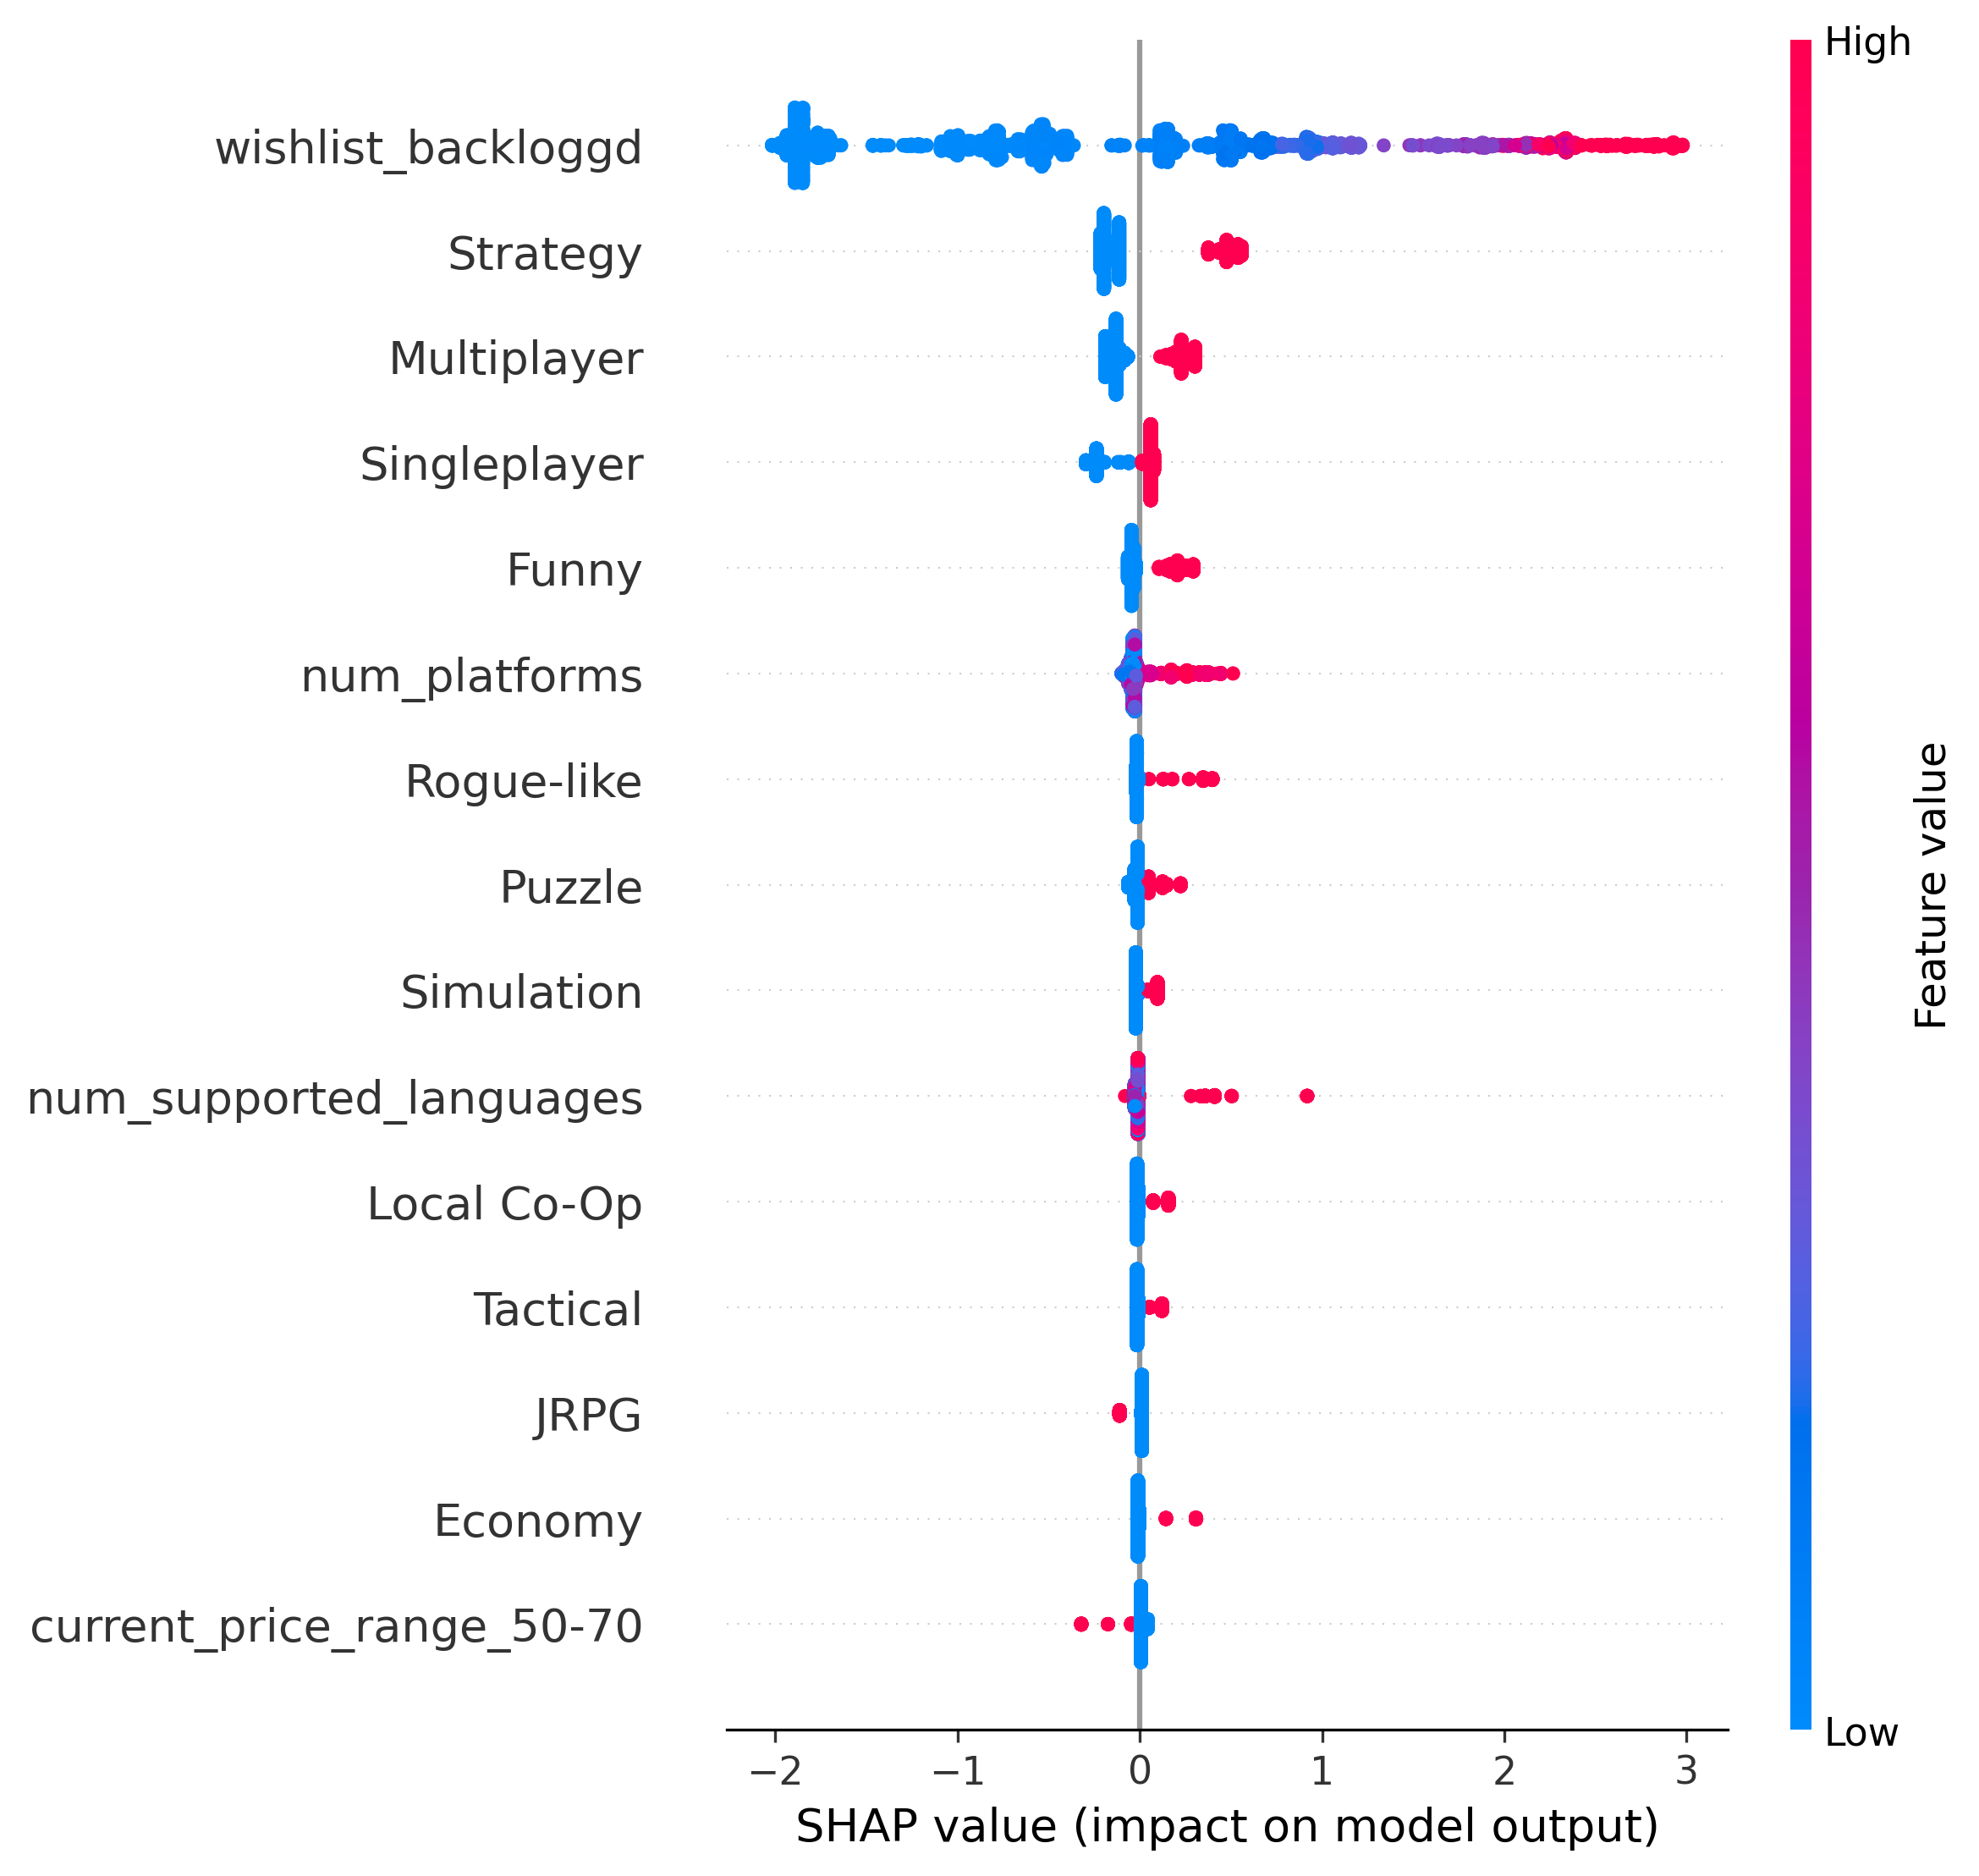 High
wishlist_backloggd
Strategy
Multiplayer
Singleplayer
Funny
num_platforms
Rogue-like
Puzzle
Simulation
num_supported_languages
Local Co-Op
Tactical
JRPG
Economy
current_price_range_50-70
Feature value
Low
−2 −1 0 1 2 3
SHAP value (impact on model output)